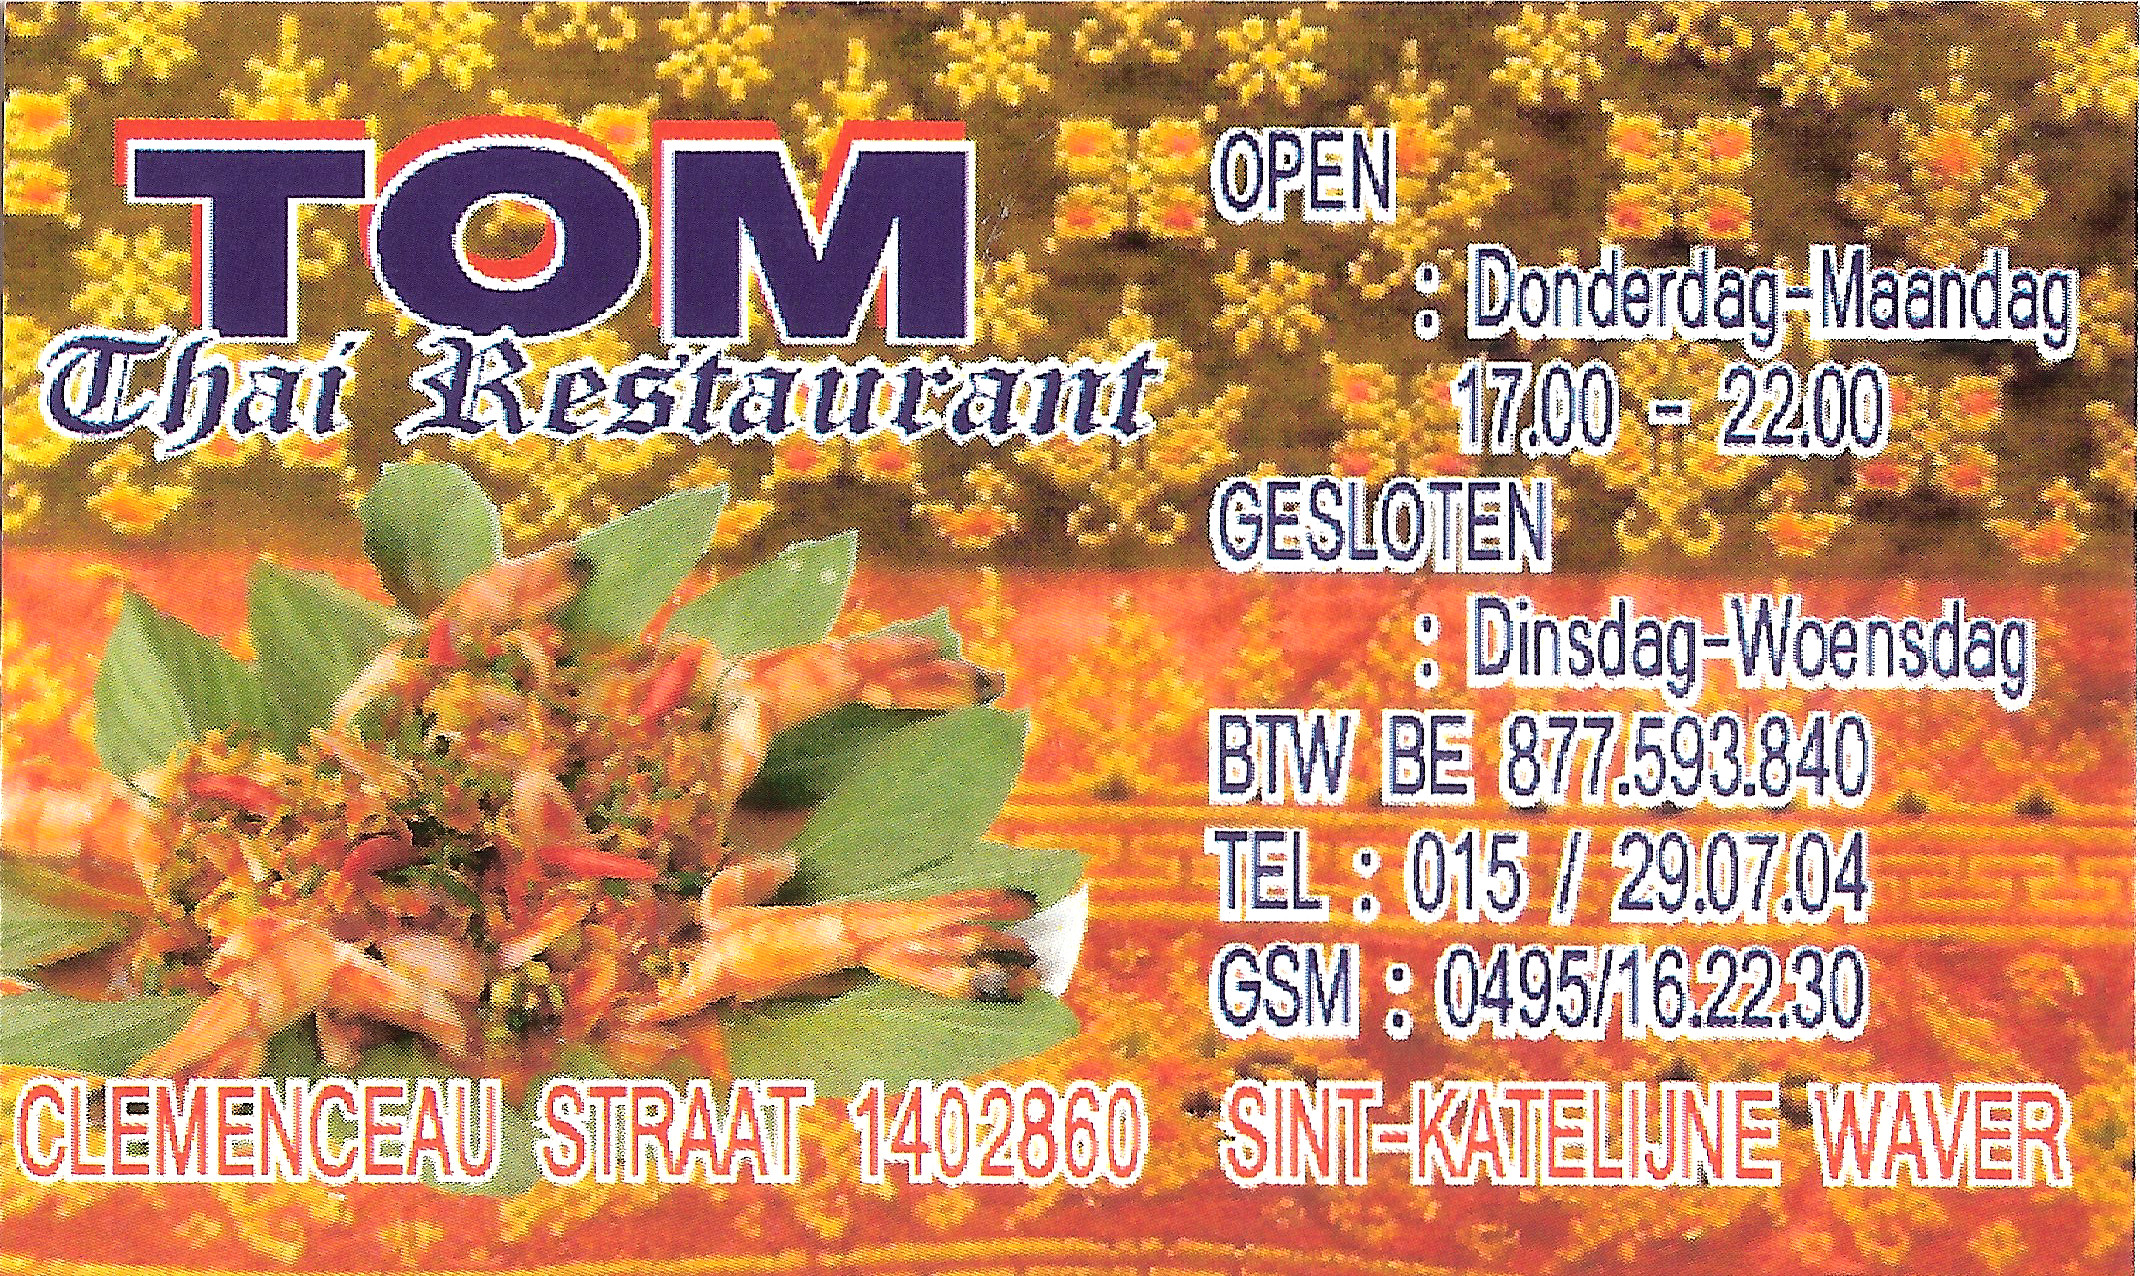 TOM
Thai Restaurant
OPEN
: Donderdag-Maandag
17.00 - 22.00
GESLOTEN
: Dinsdag-Woensdag
BTW BE 877.593.840
TEL : 015 / 29.07.04
GSM : 0495/16.22.30
CLEMENCEAU STRAAT 1402860 SINT-KATELIJNE WAVER